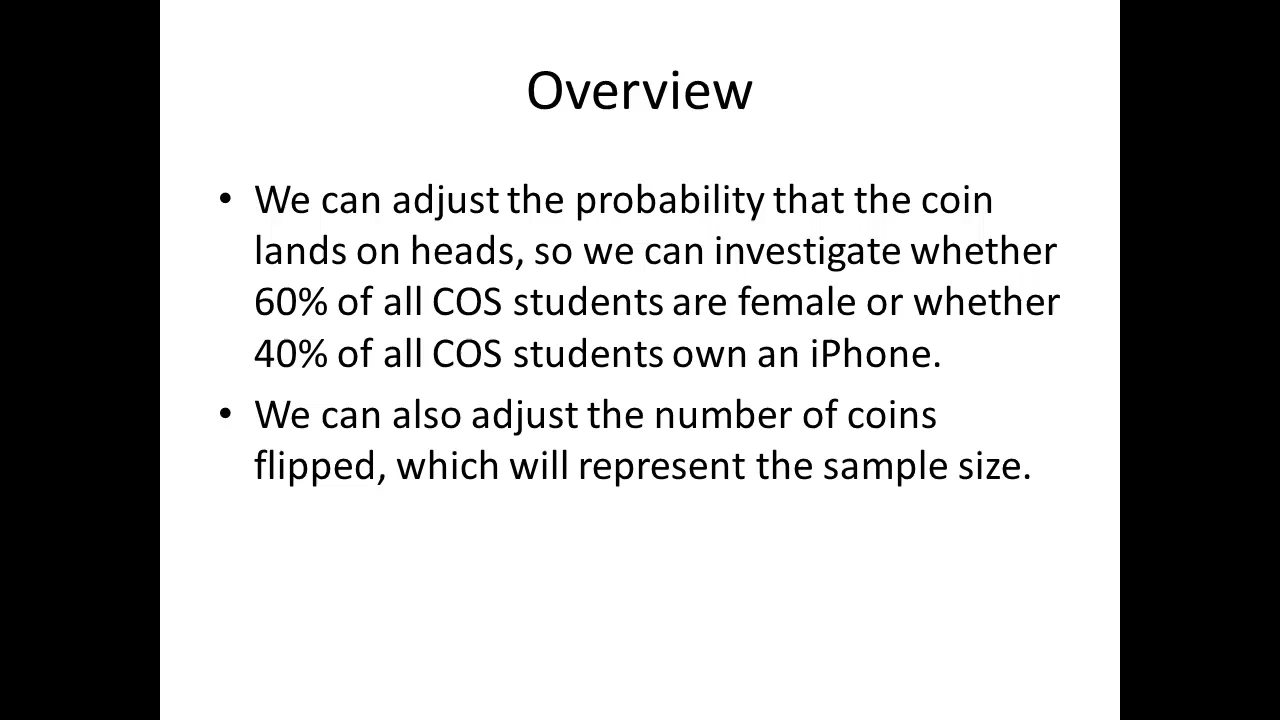 Overview
• We can adjust the probability that the coin
lands on heads, so we can investigate whether
60% of all COS students are female or whether
40% of all COS students own an iPhone.
• We can also adjust the number of coins
flipped, which will represent the sample size.